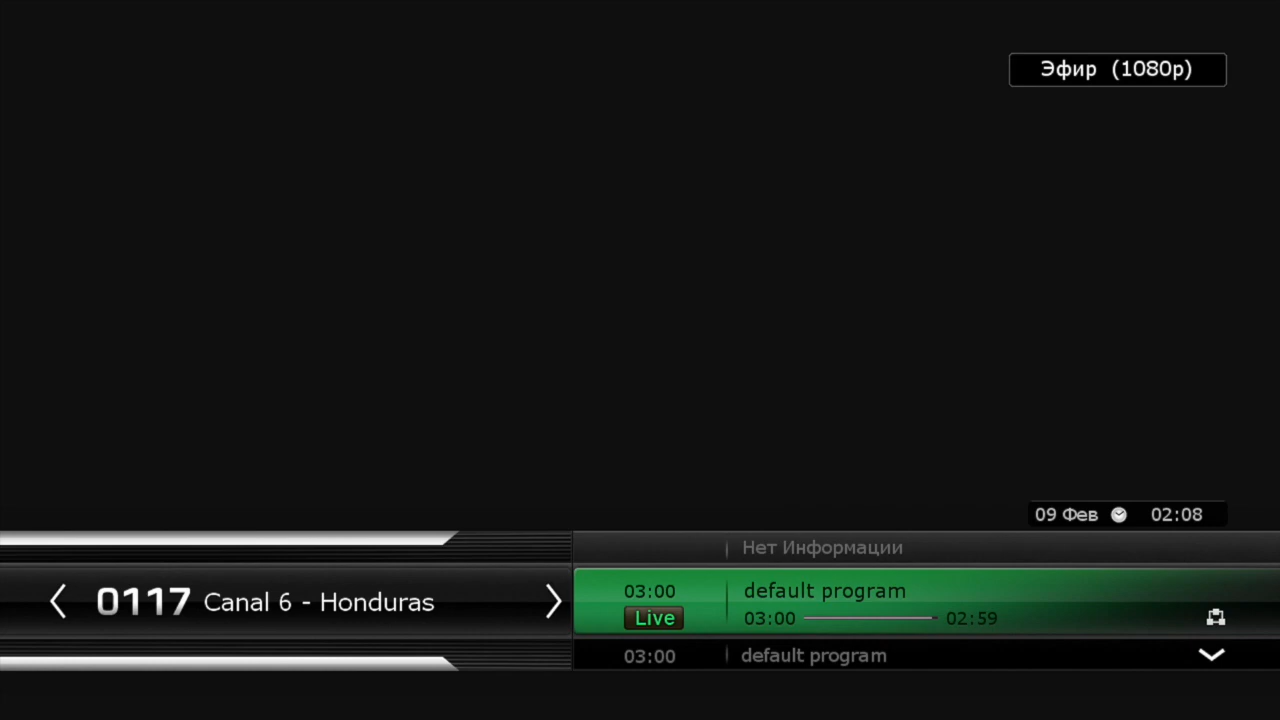 Эфир (1080p)
09 Фев 02:08
Нет Информации
0117 Canal 6 - Honduras
03:00 default program
Live 03:00 02:59
03:00 default program